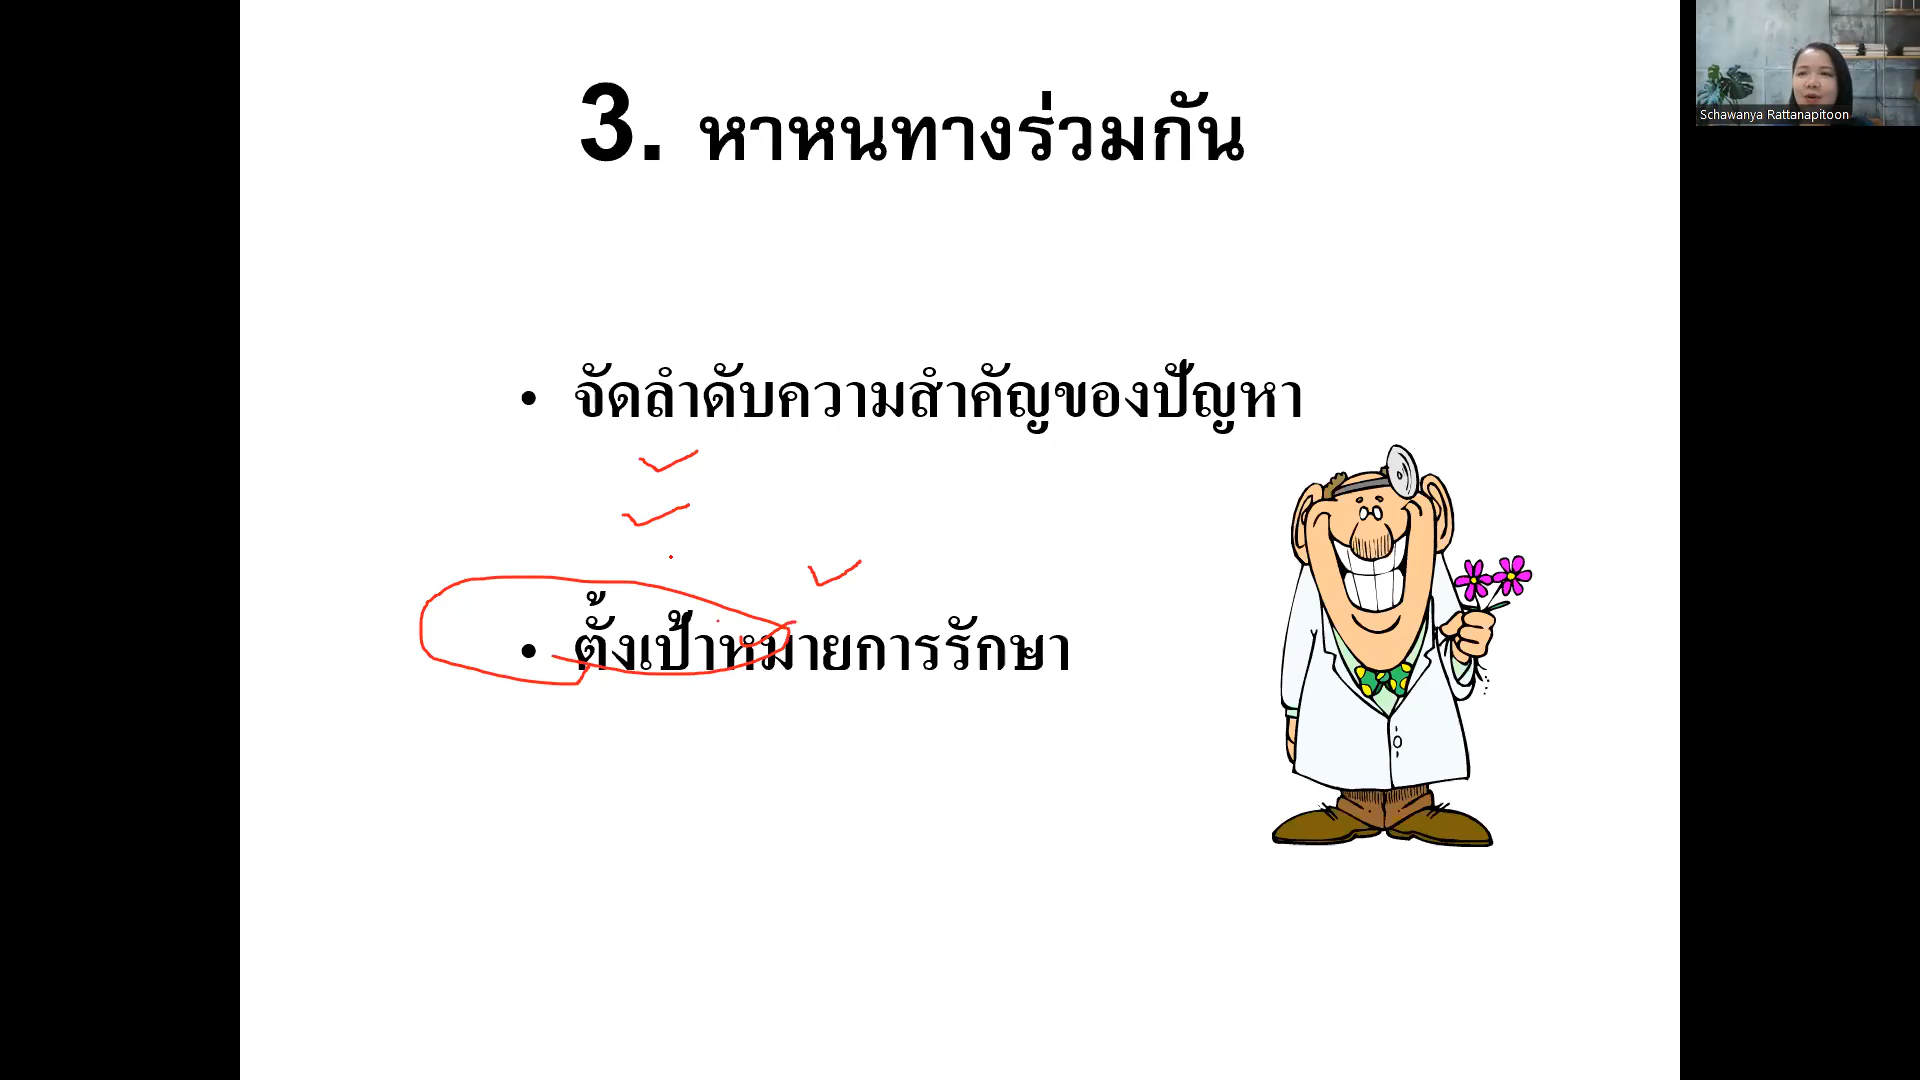 3. หาหนทางร่วมกัน
Schawanya Rattanapitoon
• จัดลำดับความสำคัญของปัญหา
• ตั้งเป้าหมายการรักษา